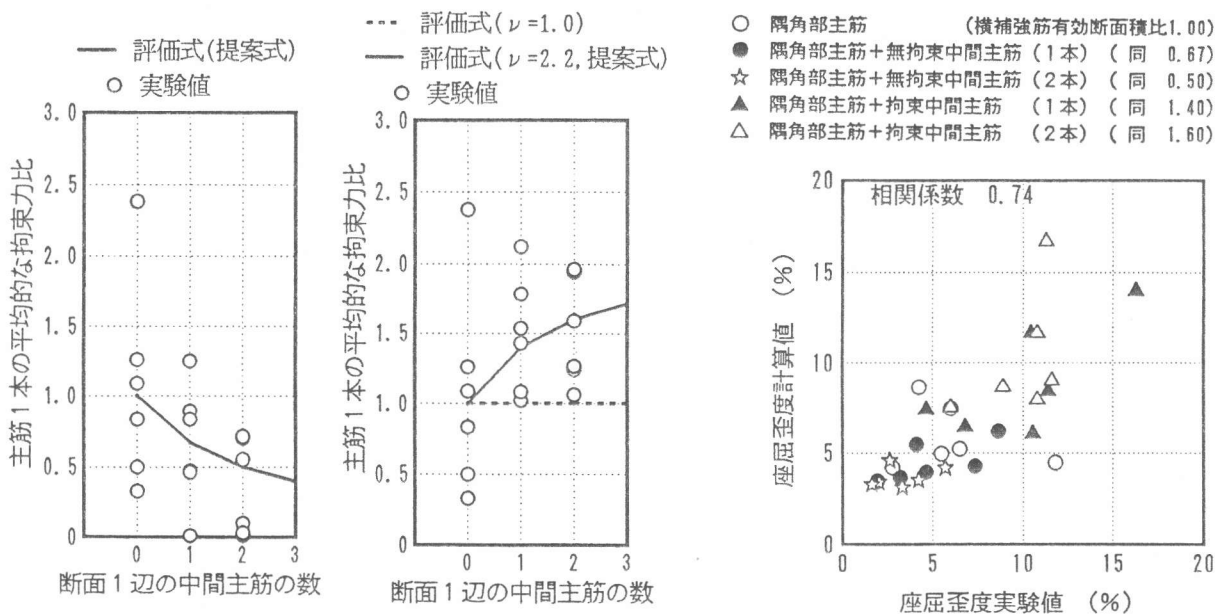 評価式(提案式)
実験値
3.0
2.5
2.0
1.5
1.0
0.5
0
0 1 2 3
主筋1本の平均的な拘束力比
断面1辺の中間主筋の数
評価式(ν=1.0)
評価式(ν=2.2,提案式)
実験値
3.0
2.5
2.0
1.5
1.0
0.5
0
0 1 2 3
主筋1本の平均的な拘束力比
断面1辺の中間主筋の数
隅角部主筋 (横補強筋有効断面積比1.00)
隅角部主筋+無拘束中間主筋 (1本) ( 同 0.67)
隅角部主筋+無拘束中間主筋 (2本) ( 同 0.50)
隅角部主筋+拘束中間主筋 (1本) ( 同 1.40)
隅角部主筋+拘束中間主筋 (2本) ( 同 1.60)
相関係数 0.74
20
15
10
5
0
0 5 10 15 20
座屈歪度計算値 (%)
座屈歪度実験値 (%)